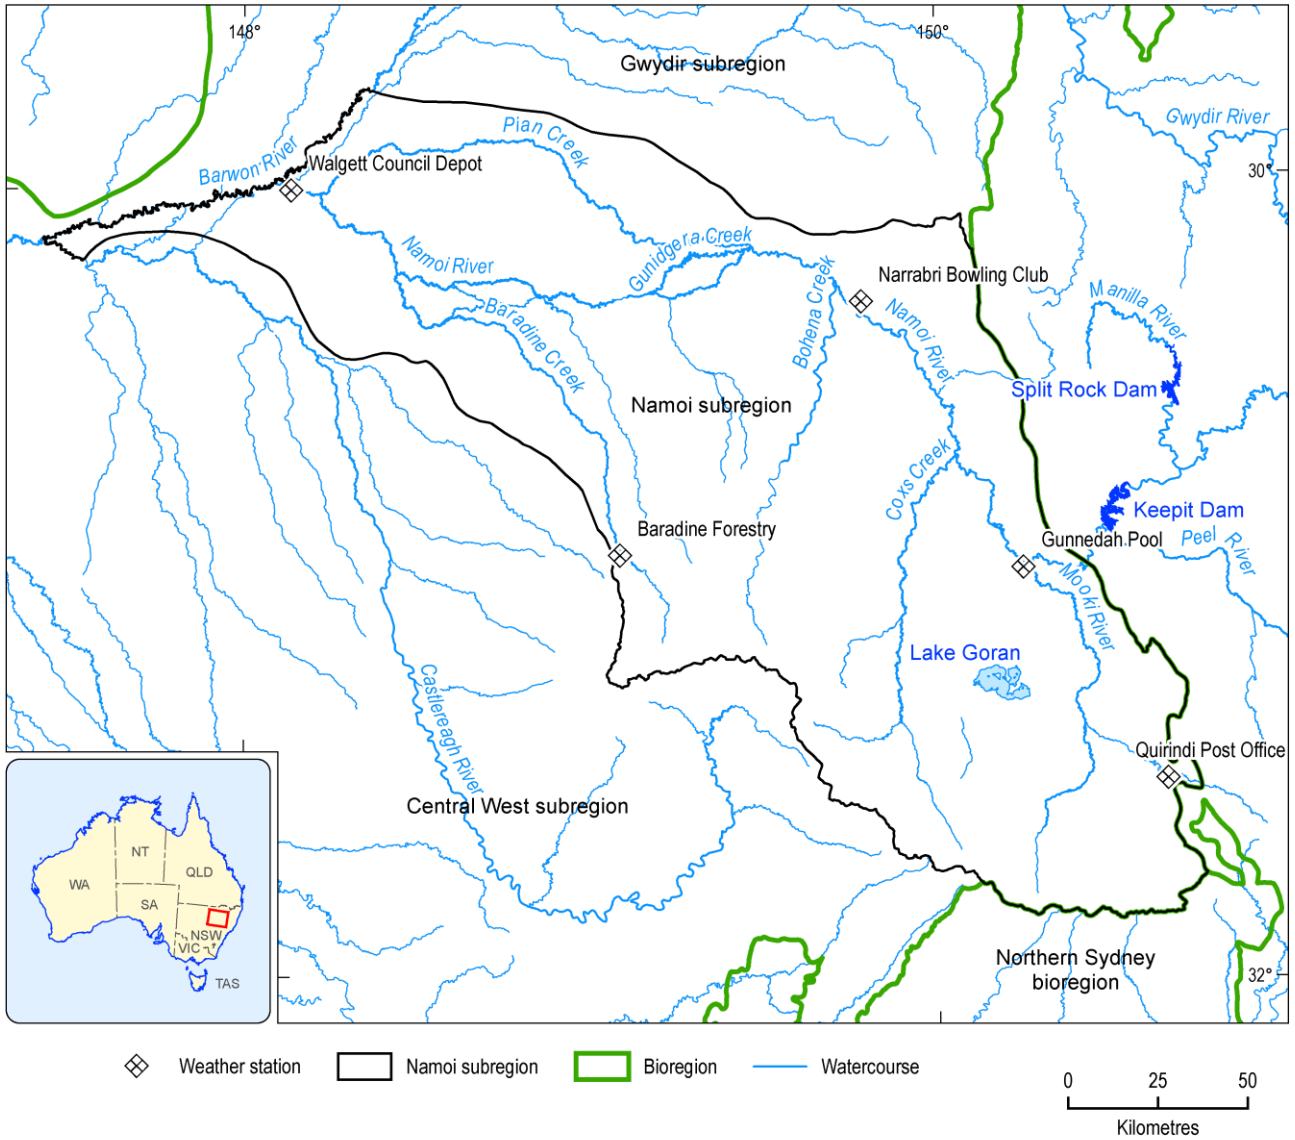 148°
150°
Gwydir subregion
Gwydir River
Pian Creek
Barwon River
Walgett Council Depot
30°
Namoi River
Gunidgera Creek
Bohena Creek
Narrabri Bowling Club
Namoi River
Manilla River
Baradine Creek
Split Rock Dam
Namoi subregion
Coxs Creek
Keepit Dam
Baradine Forestry
Gunnedah Pool
Peel River
Mooki River
Lake Goran
Castlereagh River
Quirindi Post Office
Central West subregion
Northern Sydney
bioregion
32°
NT
QLD
WA
SA
NSW
VIC
TAS
Weather station
Namoi subregion
Bioregion
Watercourse
0 25 50
Kilometres